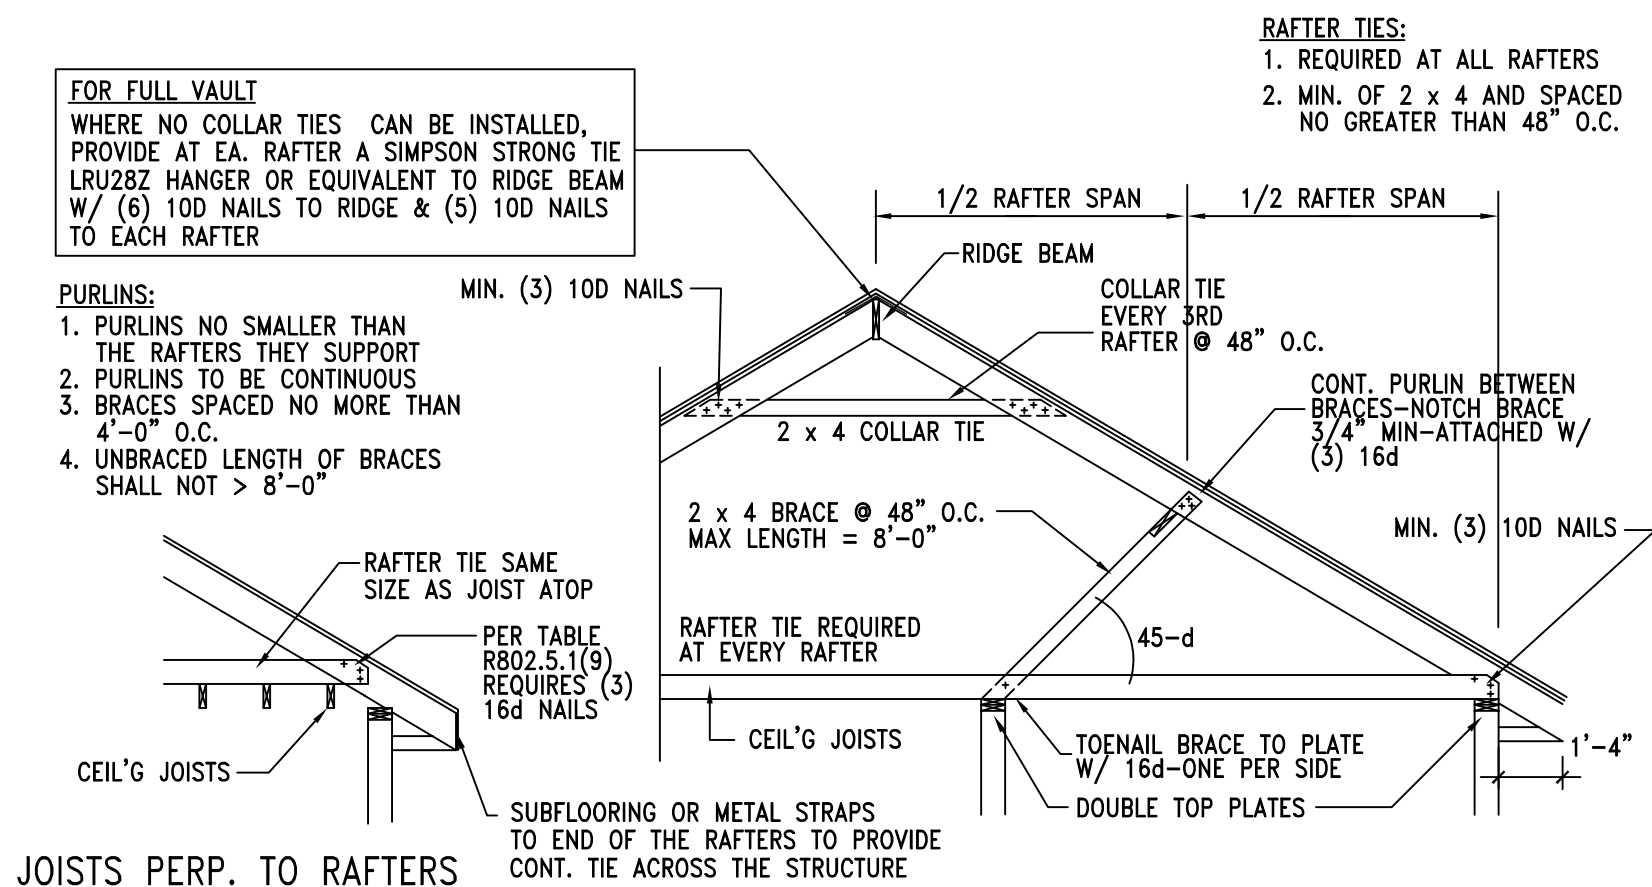 RAFTER TIES:
1. REQUIRED AT ALL RAFTERS
2. MIN. OF 2 x 4 AND SPACED
NO GREATER THAN 48" O.C.
FOR FULL VAULT
WHERE NO COLLAR TIES CAN BE INSTALLED,
PROVIDE AT EA. RAFTER A SIMPSON STRONG TIE
LRU28Z HANGER OR EQUIVALENT TO RIDGE BEAM
W/ (6) 10D NAILS TO RIDGE & (5) 10D NAILS
TO EACH RAFTER
1/2 RAFTER SPAN
1/2 RAFTER SPAN
RIDGE BEAM
MIN. (3) 10D NAILS
COLLAR TIE
EVERY 3RD
RAFTER @ 48" O.C.
PURLINS:
1. PURLINS NO SMALLER THAN
THE RAFTERS THEY SUPPORT
2. PURLINS TO BE CONTINUOUS
3. BRACES SPACED NO MORE THAN
4'-0" O.C.
4. UNBRACED LENGTH OF BRACES
SHALL NOT > 8'-0"
CONT. PURLIN BETWEEN
BRACES-NOTCH BRACE
3/4" MIN-ATTACHED W/
(3) 16d
2 x 4 COLLAR TIE
2 x 4 BRACE @ 48" O.C.
MAX LENGTH = 8'-0"
MIN. (3) 10D NAILS
RAFTER TIE SAME
SIZE AS JOIST ATOP
PER TABLE
R802.5.1(9)
REQUIRES (3)
16d NAILS
RAFTER TIE REQUIRED
AT EVERY RAFTER
45-d
CEIL'G JOISTS
CEIL'G JOISTS
TOENAIL BRACE TO PLATE
W/ 16d-ONE PER SIDE
1'-4"
DOUBLE TOP PLATES
SUBFLOORING OR METAL STRAPS
TO END OF THE RAFTERS TO PROVIDE
CONT. TIE ACROSS THE STRUCTURE
JOISTS PERP. TO RAFTERS